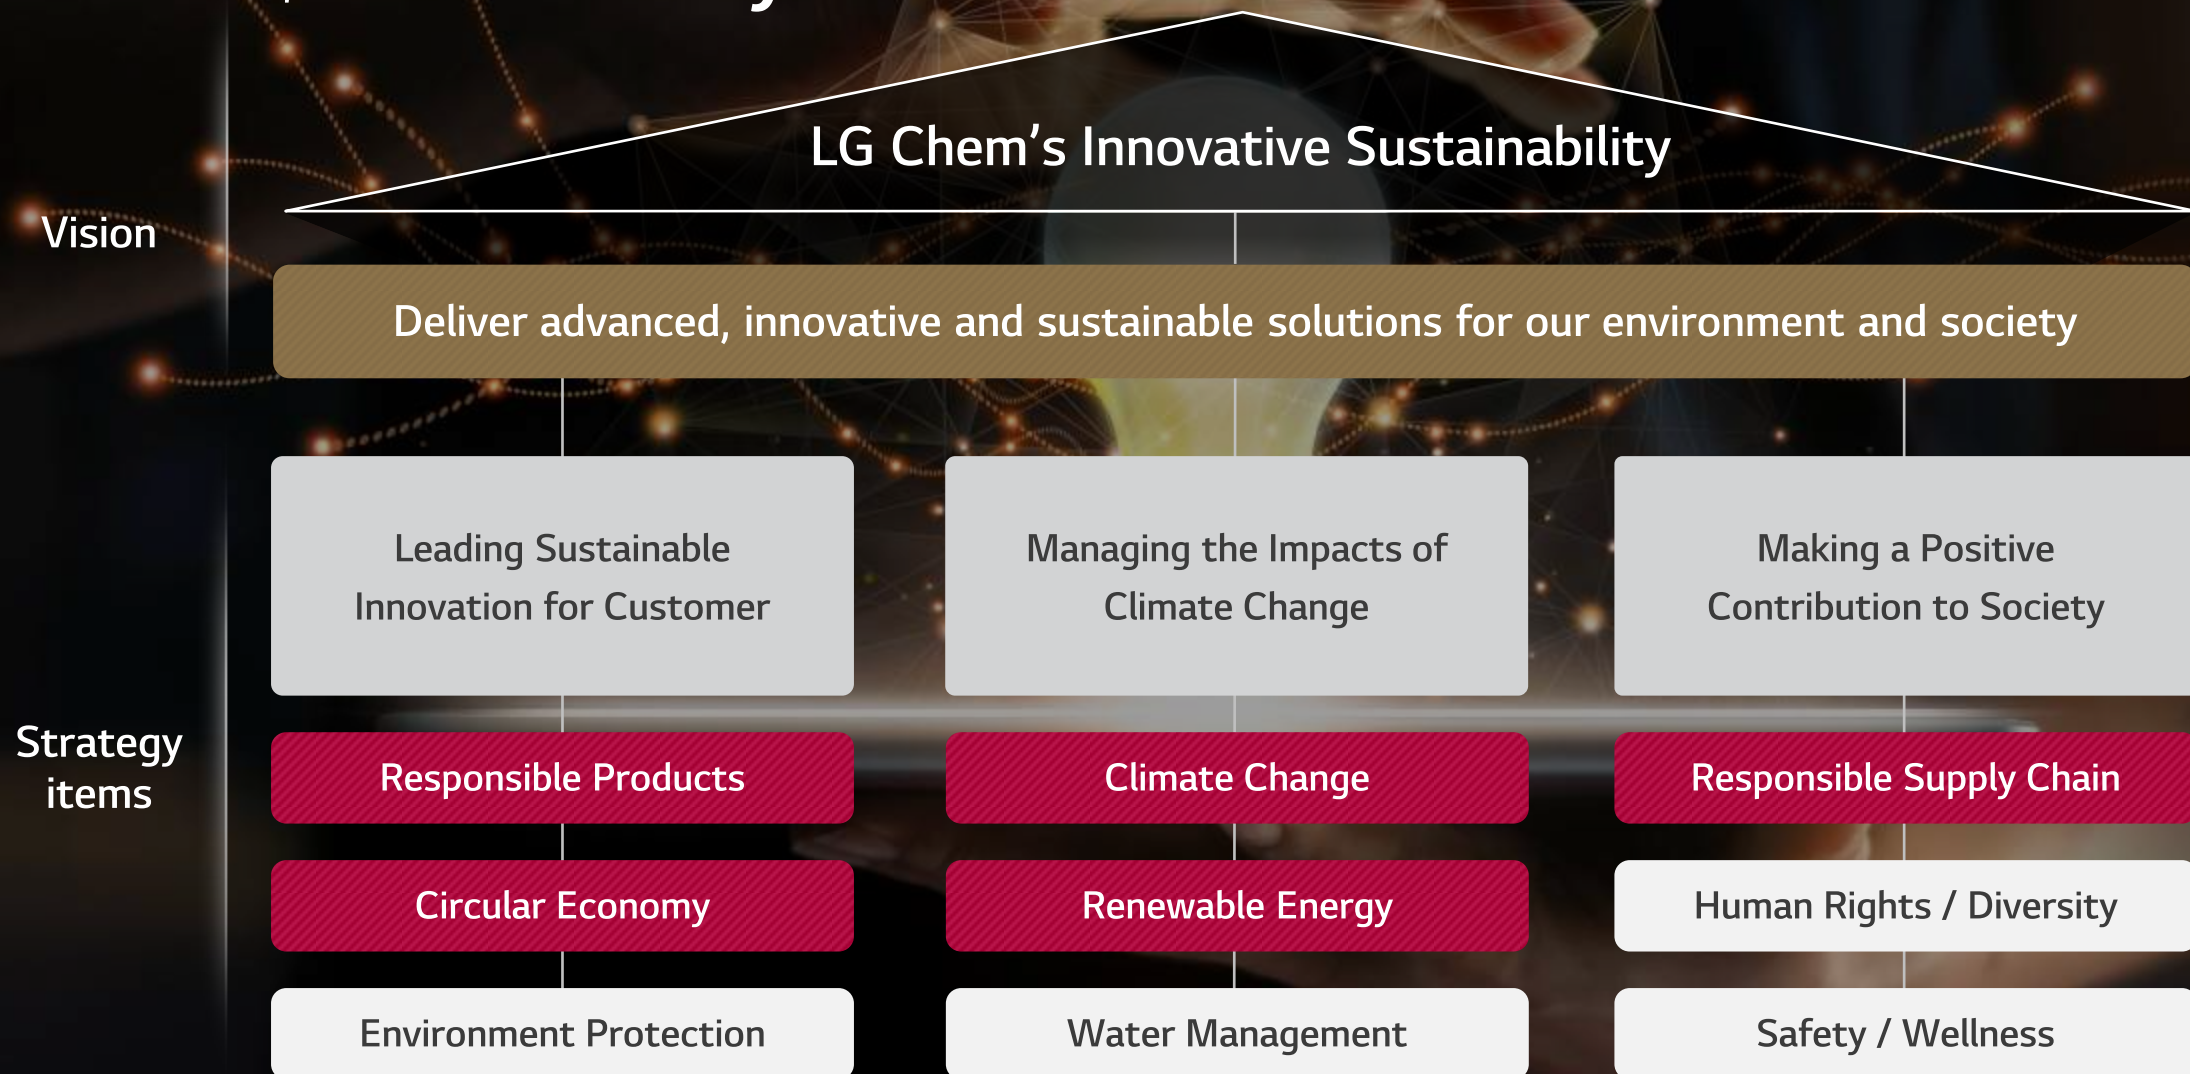 LG Chem’s Innovative Sustainability
Vision
Deliver advanced, innovative and sustainable solutions for our environment and society
Leading Sustainable
Innovation for Customer
Managing the Impacts of
Climate Change
Making a Positive
Contribution to Society
Strategy
items
Responsible Products
Climate Change
Responsible Supply Chain
Circular Economy
Renewable Energy
Human Rights / Diversity
Environment Protection
Water Management
Safety / Wellness